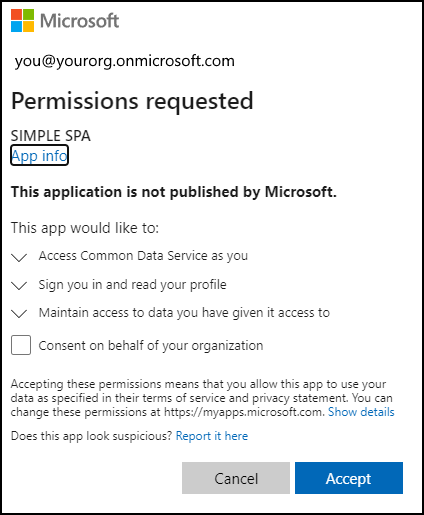 Microsoft
you@yourorg.onmicrosoft.com
Permissions requested
SIMPLE SPA
App info
This application is not published by Microsoft.
This app would like to:
Access Common Data Service as you
Sign you in and read your profile
Maintain access to data you have given it access to
Consent on behalf of your organization
Accepting these permissions means that you allow this app to use your
data as specified in their terms of service and privacy statement. You can
change these permissions at https://myapps.microsoft.com. Show details
Does this app look suspicious? Report it here
Cancel Accept